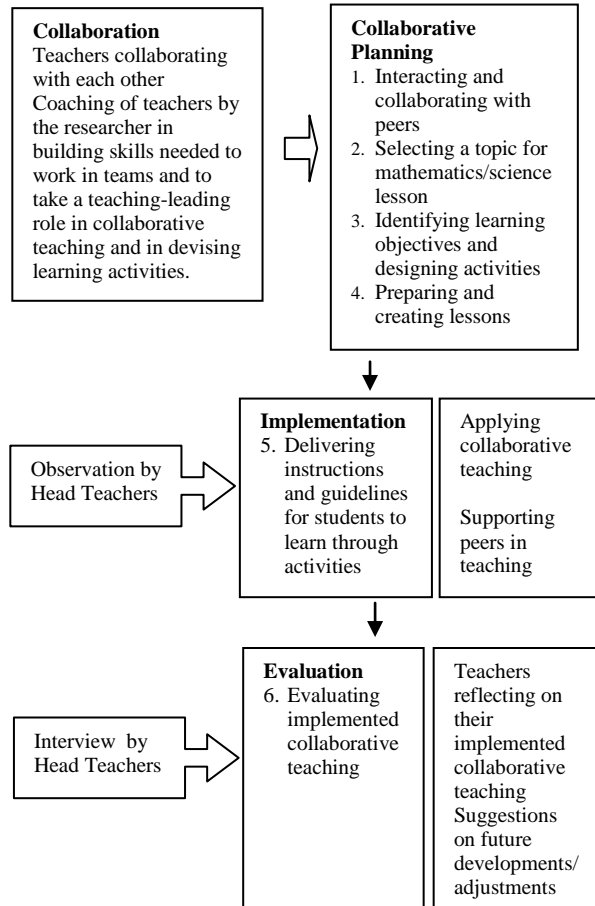 Collaboration
Teachers collaborating
with each other
Coaching of teachers by
the researcher in
building skills needed to
work in teams and to
take a teaching-leading
role in collaborative
teaching and in devising
learning activities.
Collaborative
Planning
1. Interacting and
collaborating with
peers
2. Selecting a topic for
mathematics/science
lesson
3. Identifying learning
objectives and
designing activities
4. Preparing and
creating lessons
Observation by
Head Teachers
Implementation
5. Delivering
instructions
and guidelines
for students to
learn through
activities
Applying
collaborative
teaching
Supporting
peers in
teaching
Interview by
Head Teachers
Evaluation
6. Evaluating
implemented
collaborative
teaching
Teachers
reflecting on
their
implemented
collaborative
teaching
Suggestions
on future
developments/
adjustments